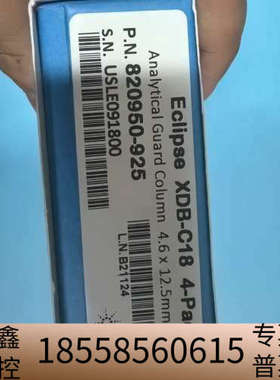 Eclipse XDB-C18 4-Pa
Analytical Guard Column 4.6 x 12.5mm
P.N. 820950-925
S.N. USLE091800
L.N. B21124
鑫
控
18558560615
专
普